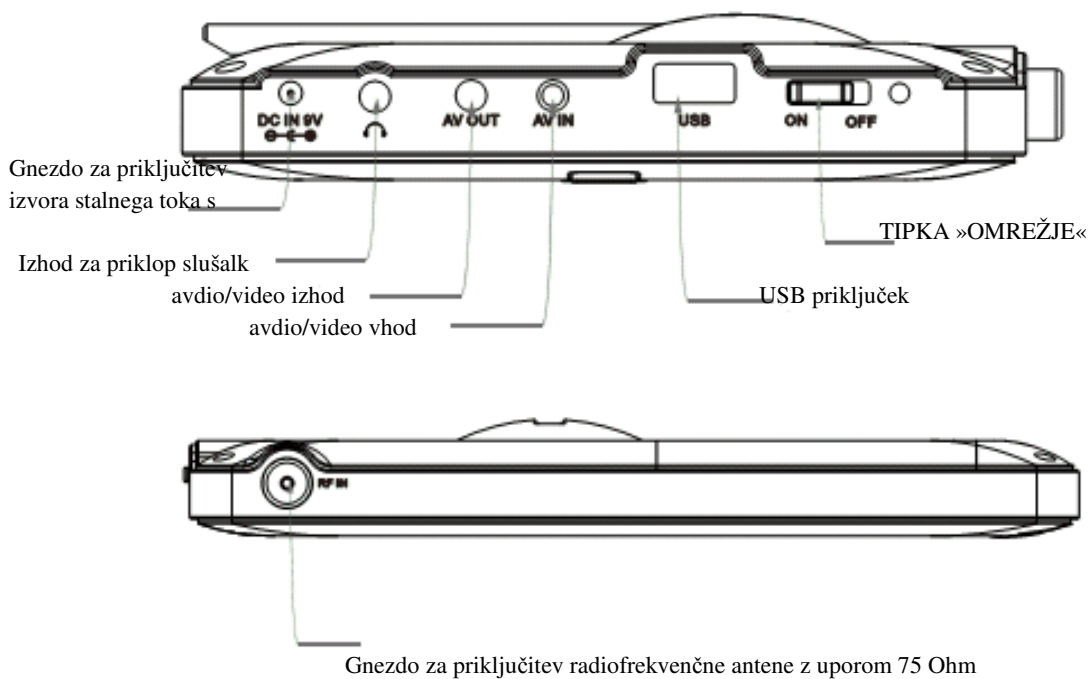 DC IN 9V
AV OUT
AV IN
USB
ON
OFF
Gnezdo za priključitev
izvora stalnega toka s
TIPKA »OMREŽJE«
Izhod za priklop slušalk
avdio/video izhod
USB priključek
avdio/video vhod
RF IN
Gnezdo za priključitev radiofrekvenčne antene z uporom 75 Ohm